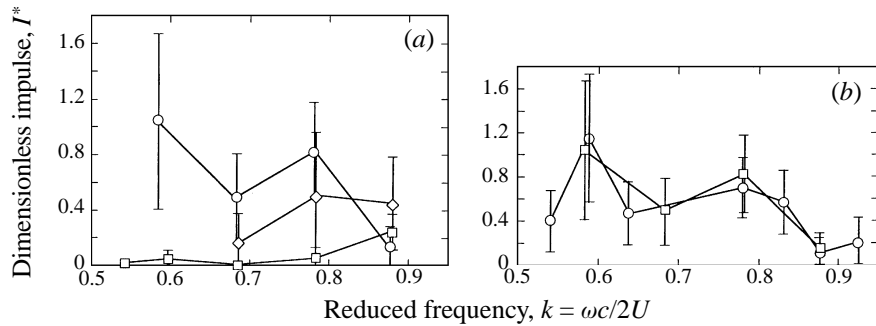 Dimensionless impulse, I*
1.6
1.2
0.8
0.4
0
(a)
0.5 0.6 0.7 0.8 0.9
1.6
1.2
0.8
0.4
0
(b)
0.5 0.6 0.7 0.8 0.9
Reduced frequency, k = ωc/2U